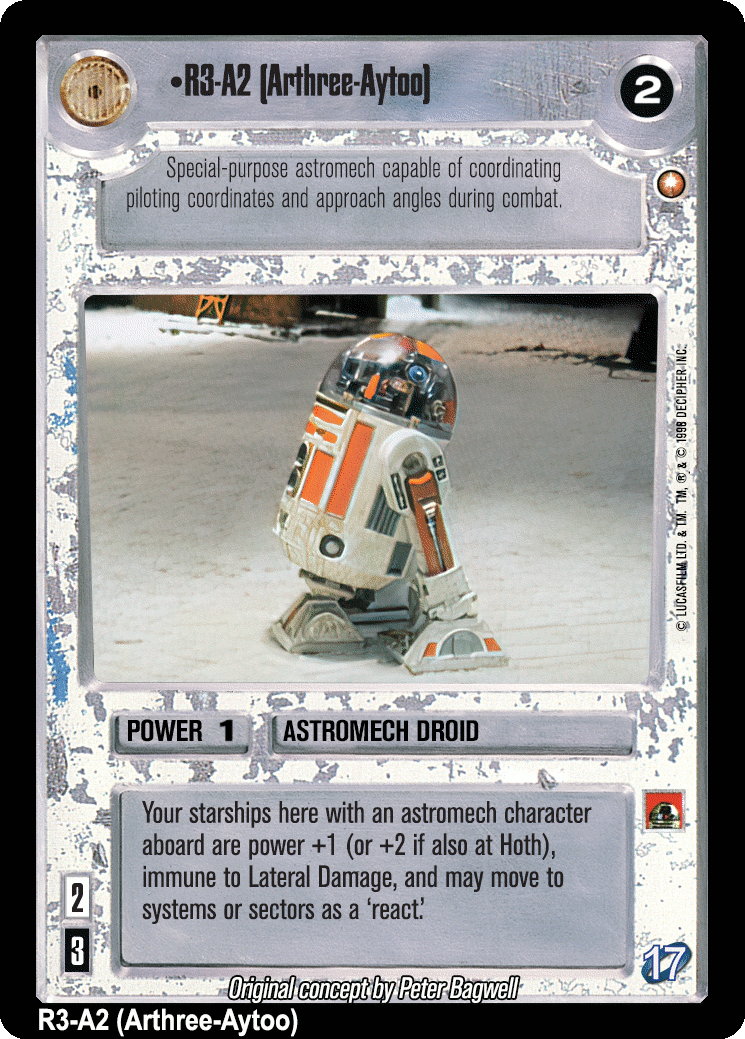 •R3-A2 (Arthree-Aytoo)
2
Special-purpose astromech capable of coordinating
piloting coordinates and approach angles during combat.
© LUCASFILM LTD. & TM. TM, ® & © 1998 DECIPHER INC.
POWER 1
ASTROMECH DROID
Your starships here with an astromech character
aboard are power +1 (or +2 if also at Hoth),
immune to Lateral Damage, and may move to
systems or sectors as a ‘react.’
2
3
17
Original concept by Peter Bagwell
R3-A2 (Arthree-Aytoo)